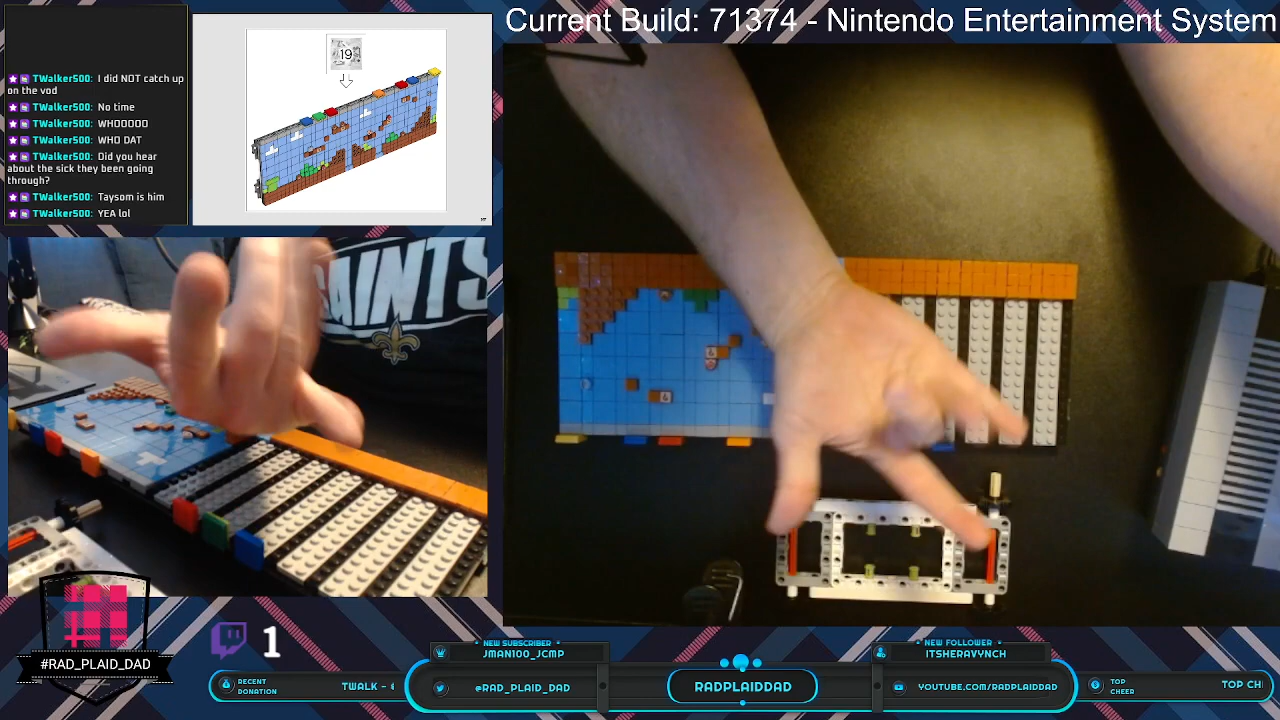 Current Build: 71374 - Nintendo Entertainment System
TWalker500: I did NOT catch up
on the vod
TWalker500: No time
TWalker500: WHOOOOO
TWalker500: WHO DAT
TWalker500: Did you hear
about the sick they been going
through?
TWalker500: Taysom is him
TWalker500: YEA lol
19
SAINTS
#RAD_PLAID_DAD
1
RECENT
DONATION
TWALK -
NEW SUBSCRIBER
JMAN100_JCMP
@RAD_PLAID_DAD
RADPLAIDDAD
NEW FOLLOWER
ITSHERAVYNCH
YOUTUBE.COM/RADPLAIDDAD
TOP
CHEER
TOP CH